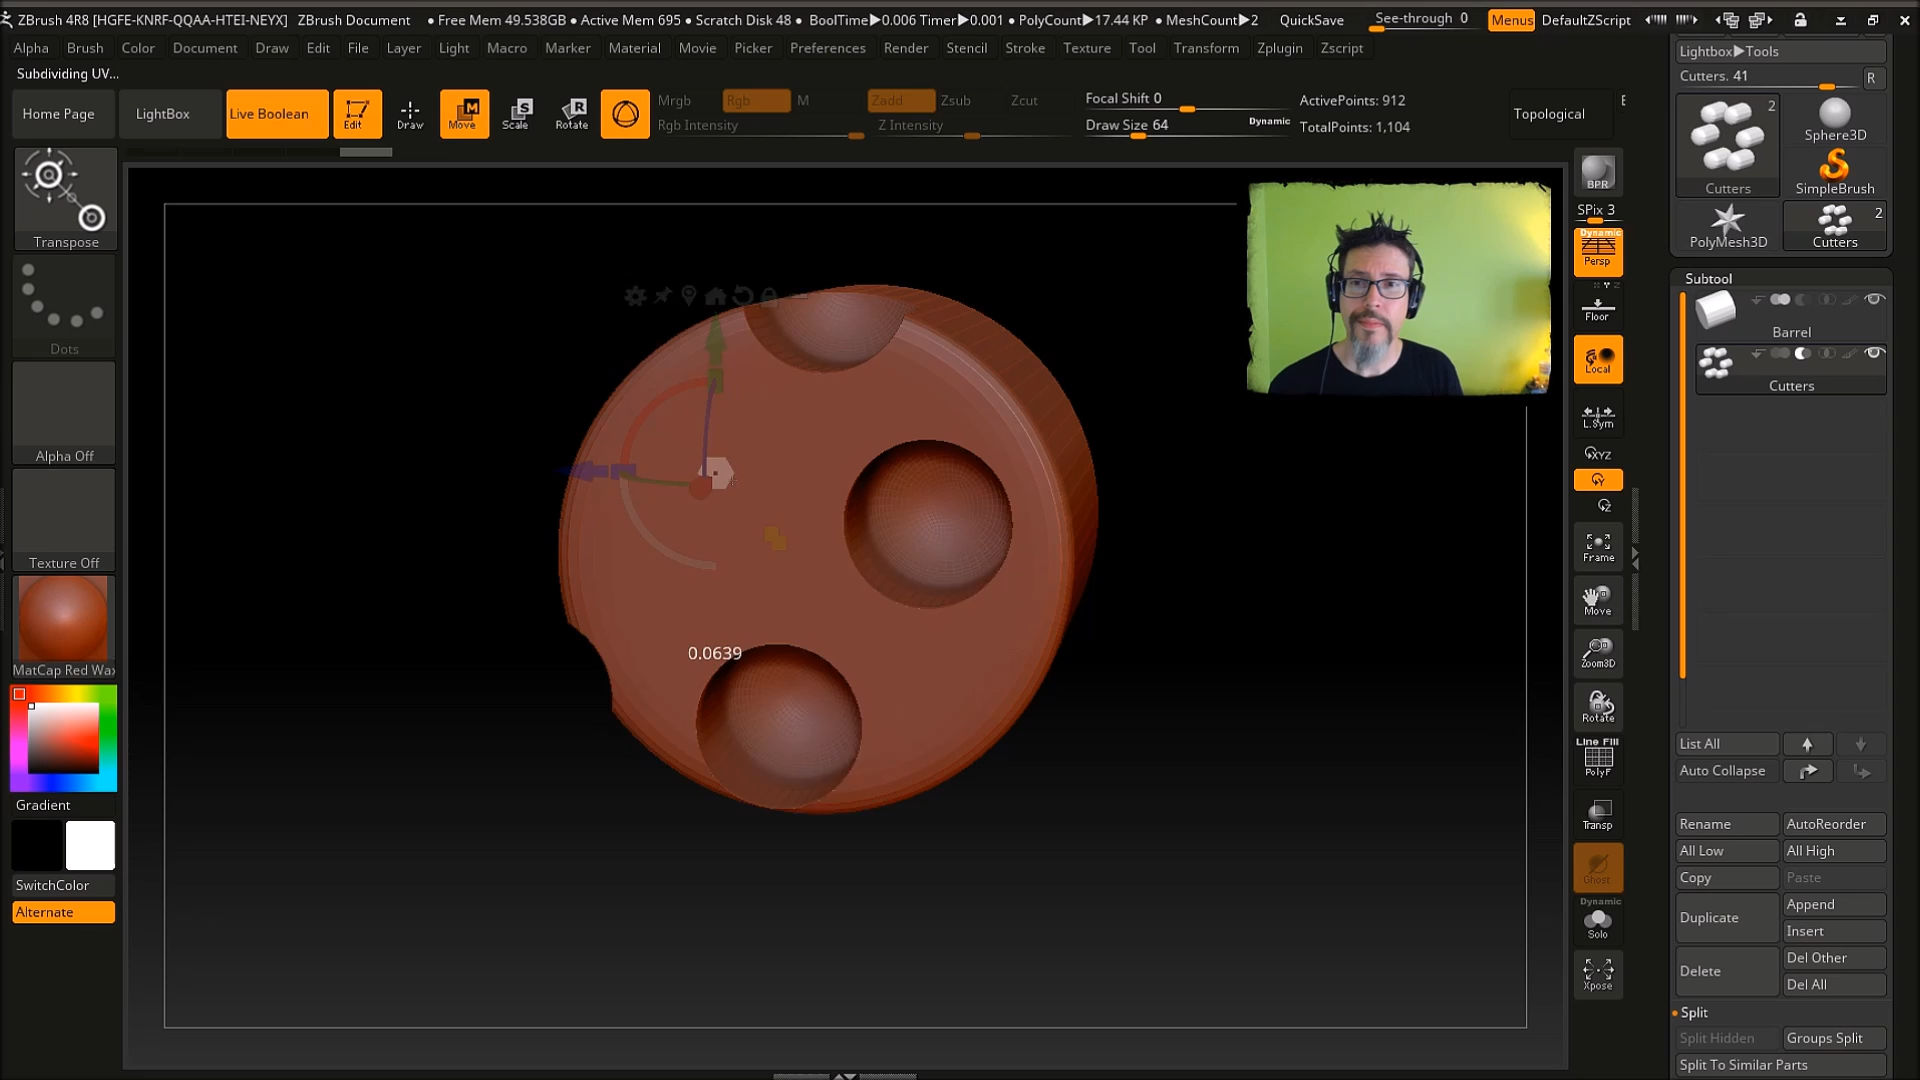 ZBrush 4R8 [HGFE-KNRF-QQAA-HTEI-NEYX] ZBrush Document • Free Mem 49.538GB • Active Mem 695 • Scratch Disk 48 • BoolTime▶0.006 Timer▶0.001 • PolyCount▶17.44 KP • MeshCount▶2 QuickSave See-through 0 Menus DefaultZScript
Alpha Brush Color Document Draw Edit File Layer Light Macro Marker Material Movie Picker Preferences Render Stencil Stroke Texture Tool Transform Zplugin Zscript
Subdividing UV...
Home Page LightBox Live Boolean Edit Draw Move Scale Rotate
Mrgb Rgb M Zadd Zsub Zcut
Rgb Intensity Z Intensity
Focal Shift 0
Draw Size 64 Dynamic
ActivePoints: 912
TotalPoints: 1,104
Topological
Transpose
Dots
Alpha Off
Texture Off
MatCap Red Wax
Gradient
SwitchColor
Alternate
0.0639
BPR
SPix 3
Dynamic
Persp
Floor
Local
L.Sym
XYZ
Y
Z
Frame
Move
Zoom3D
Rotate
Line Fill
PolyF
Transp
Ghost
Dynamic
Solo
Xpose
Lightbox▶Tools
Cutters. 41 R
2
Cutters
Sphere3D
SimpleBrush
PolyMesh3D
2
Cutters
Subtool
Barrel
Cutters
List All
Auto Collapse
Rename AutoReorder
All Low All High
Copy Paste
Duplicate Append
Insert
Delete Del Other
Del All
Split
Split Hidden Groups Split
Split To Similar Parts